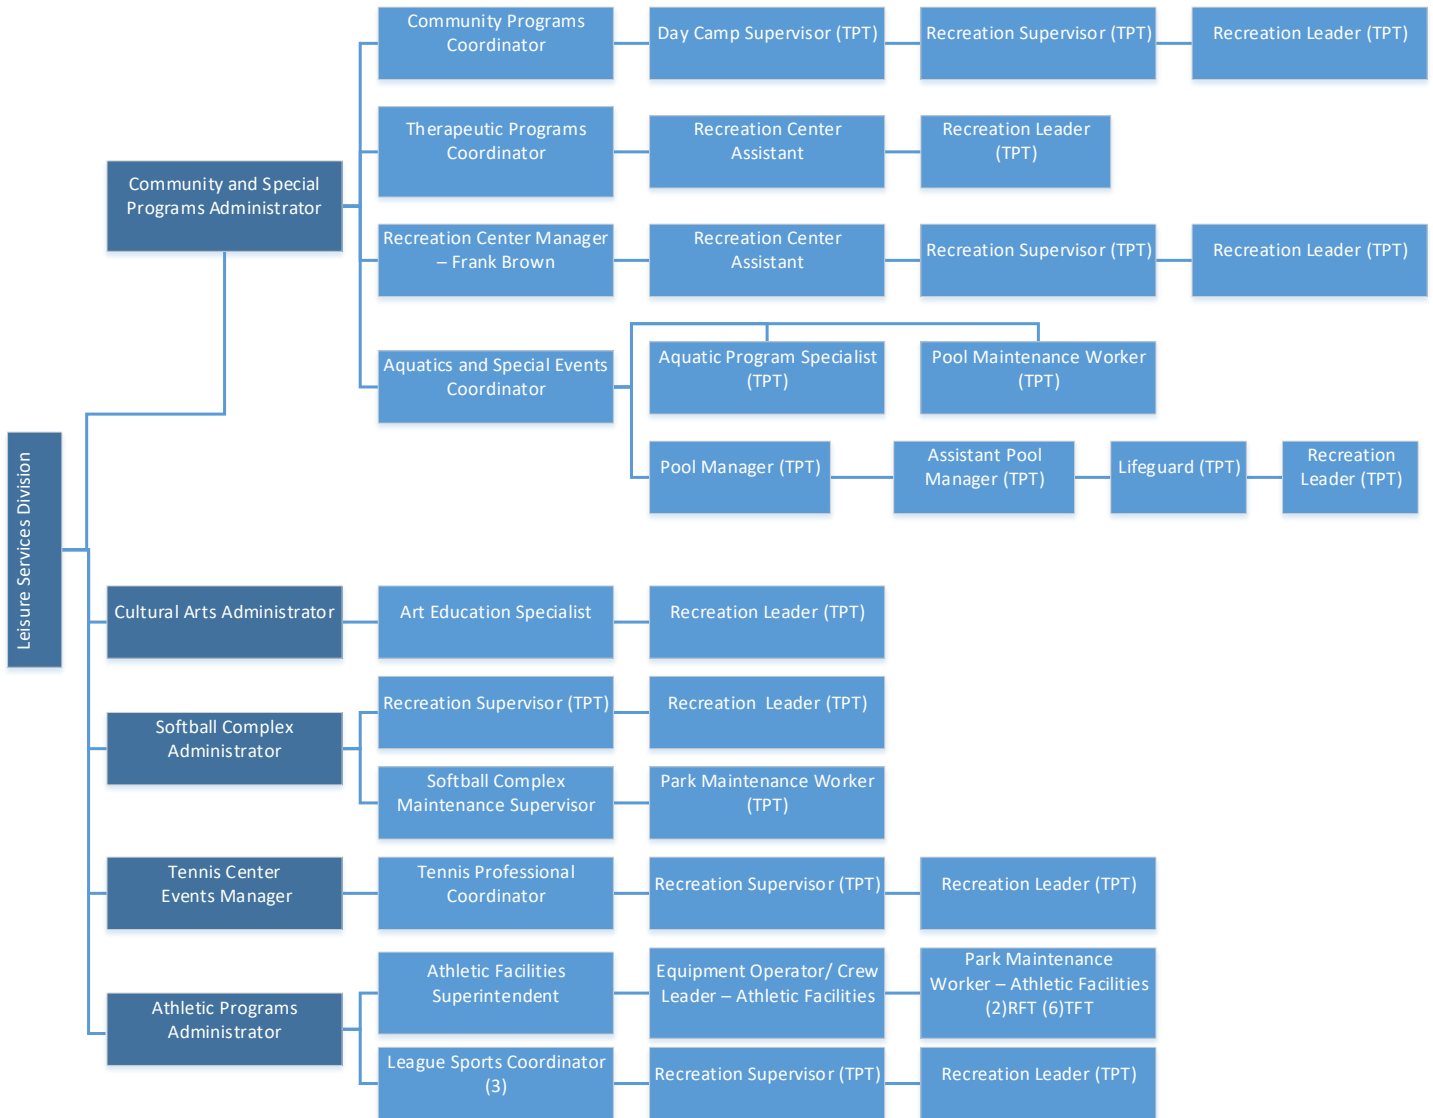 Community Programs
Coordinator
Day Camp Supervisor (TPT)
Recreation Supervisor (TPT)
Recreation Leader (TPT)
Therapeutic Programs
Coordinator
Recreation Center
Assistant
Recreation Leader
(TPT)
Community and Special
Programs Administrator
Recreation Center Manager
– Frank Brown
Recreation Center
Assistant
Recreation Supervisor (TPT)
Recreation Leader (TPT)
Aquatics and Special Events
Coordinator
Aquatic Program Specialist
(TPT)
Pool Maintenance Worker
(TPT)
Pool Manager (TPT)
Assistant Pool
Manager (TPT)
Lifeguard (TPT)
Recreation
Leader (TPT)
Leisure Services Division
Cultural Arts Administrator
Art Education Specialist
Recreation Leader (TPT)
Softball Complex
Administrator
Recreation Supervisor (TPT)
Recreation  Leader (TPT)
Softball Complex
Maintenance Supervisor
Park Maintenance Worker
(TPT)
Tennis Center
Events Manager
Tennis Professional
Coordinator
Recreation Supervisor (TPT)
Recreation Leader (TPT)
Athletic Programs
Administrator
Athletic Facilities
Superintendent
Equipment Operator/ Crew
Leader – Athletic Facilities
Park Maintenance
Worker – Athletic Facilities
(2)RFT (6)TFT
League Sports Coordinator
(3)
Recreation Supervisor (TPT)
Recreation Leader (TPT)